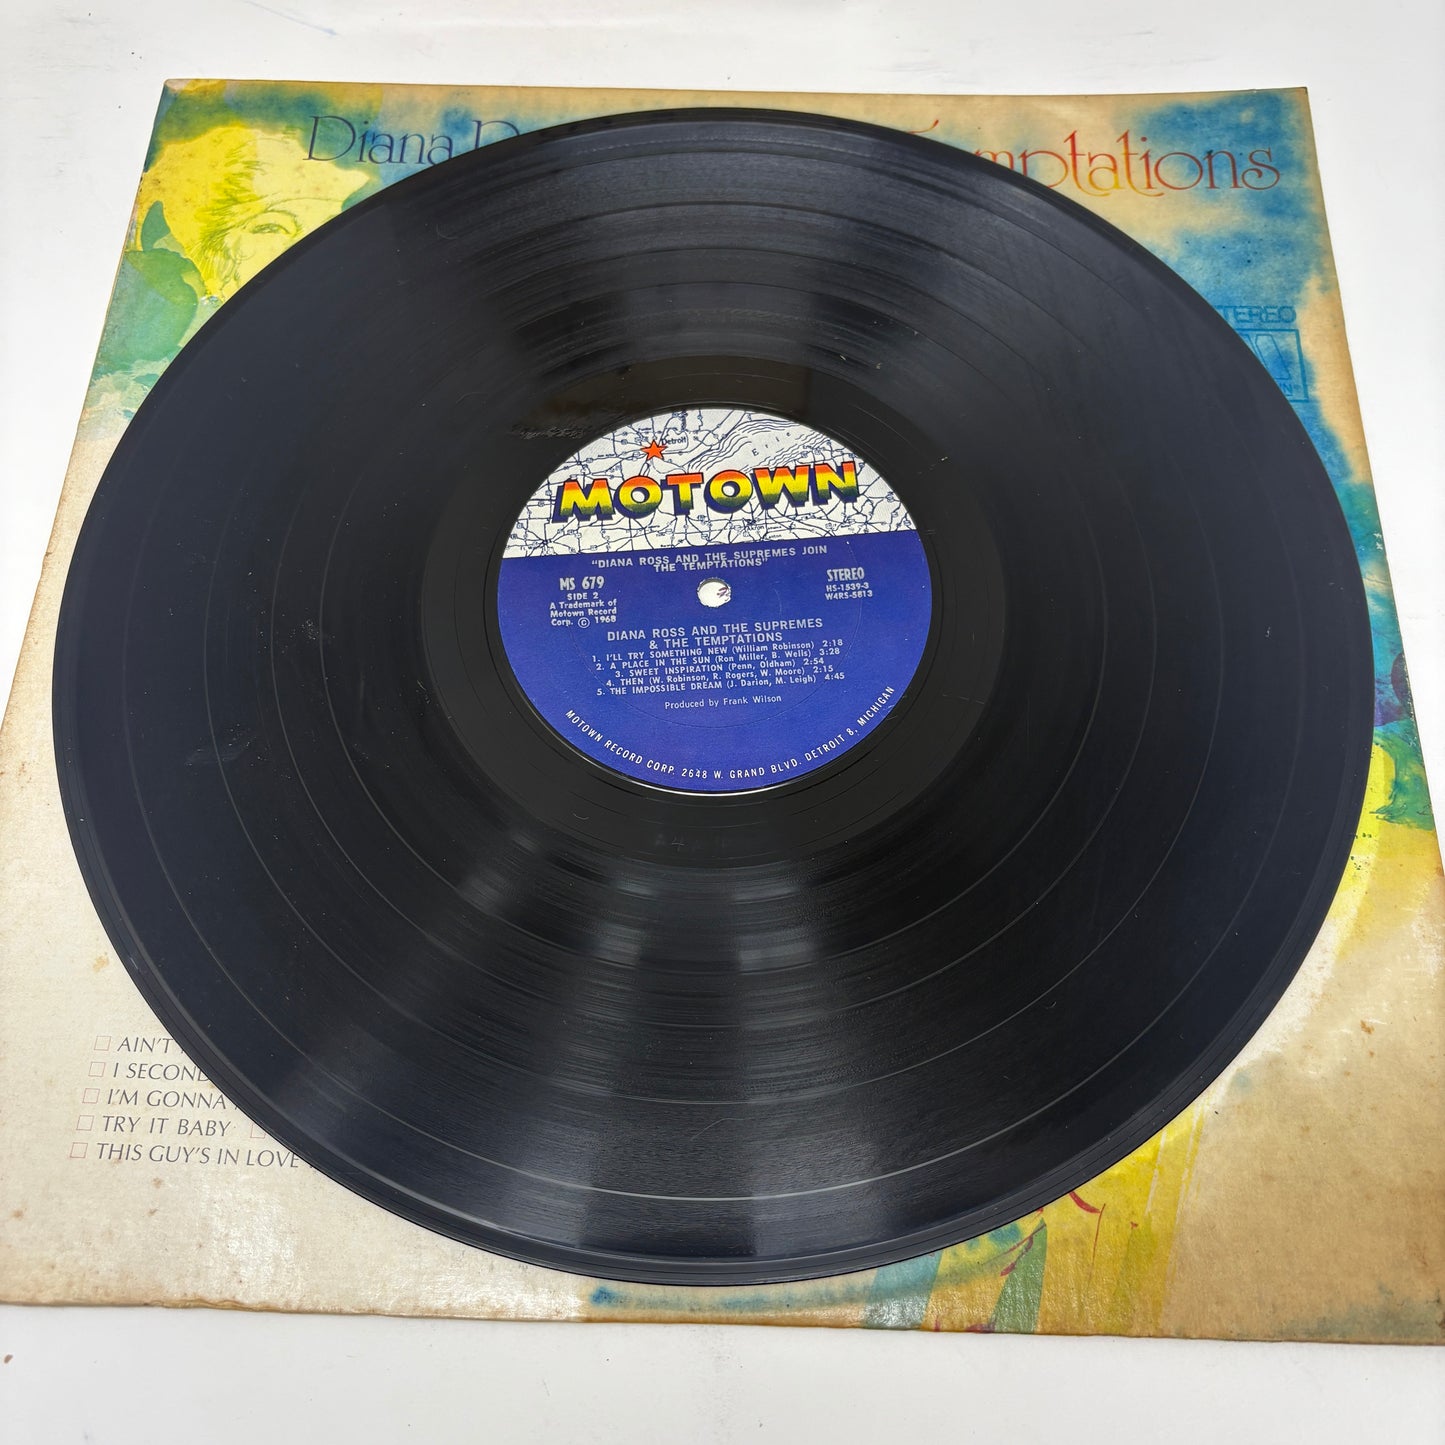 Diana
Temptations
STEREO
Detroit
E
MOTOWN
"DIANA ROSS AND THE SUPREMES JOIN
THE TEMPTATIONS"
MS 679
SIDE 2
A Trademark of
Motown Record
Corp. © 1968
STEREO
HS-1539-3
W4RS-5813
DIANA ROSS AND THE SUPREMES
& THE TEMPTATIONS
1. I'LL TRY SOMETHING NEW (William Robinson) 2:18
2. A PLACE IN THE SUN (Ron Miller, B. Wells) 3:28
3. SWEET INSPIRATION (Penn, Oldham) 2:54
4. THEN (W. Robinson, R. Rogers, W. Moore) 2:15
5. THE IMPOSSIBLE DREAM (J. Darion, M. Leigh) 4:45
Produced by Frank Wilson
MOTOWN RECORD CORP. 2648 W. GRAND BLVD. DETROIT 8, MICHIGAN
AIN'T
I SECOND
I'M GONNA
TRY IT BABY
THIS GUY'S IN LOVE